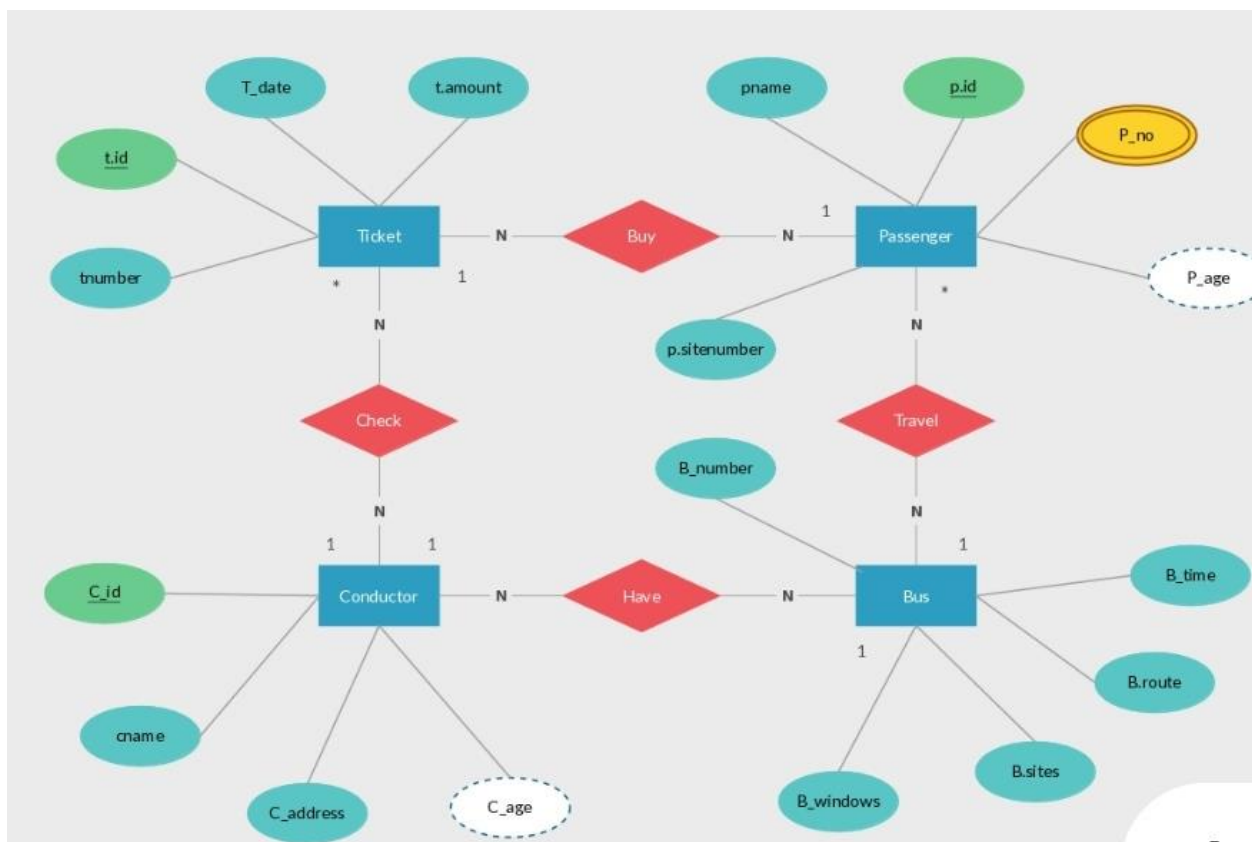 T_date
t.amount
pname
p.id
P_no
t.id
Ticket
N
Buy
N
1
Passenger
tnumber
*
1
*
P_age
N
N
p.sitenumber
Check
Travel
B_number
N
N
1
1
1
C_id
Conductor
N
Have
N
Bus
B_time
1
B.route
cname
B.sites
C_address
C_age
B_windows